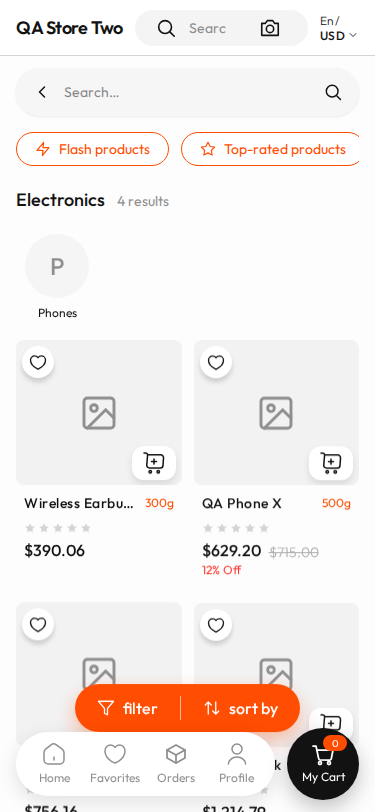 QA Store Two
Searc
En /
USD
Search...
Flash products
Top-rated products
Electronics 4 results
P
Phones
Wireless Earbu... 300g
$390.06
QA Phone X 500g
$629.20 $715.00
12% Off
filter
sort by
k
Home
Favorites
Orders
Profile
0
My Cart